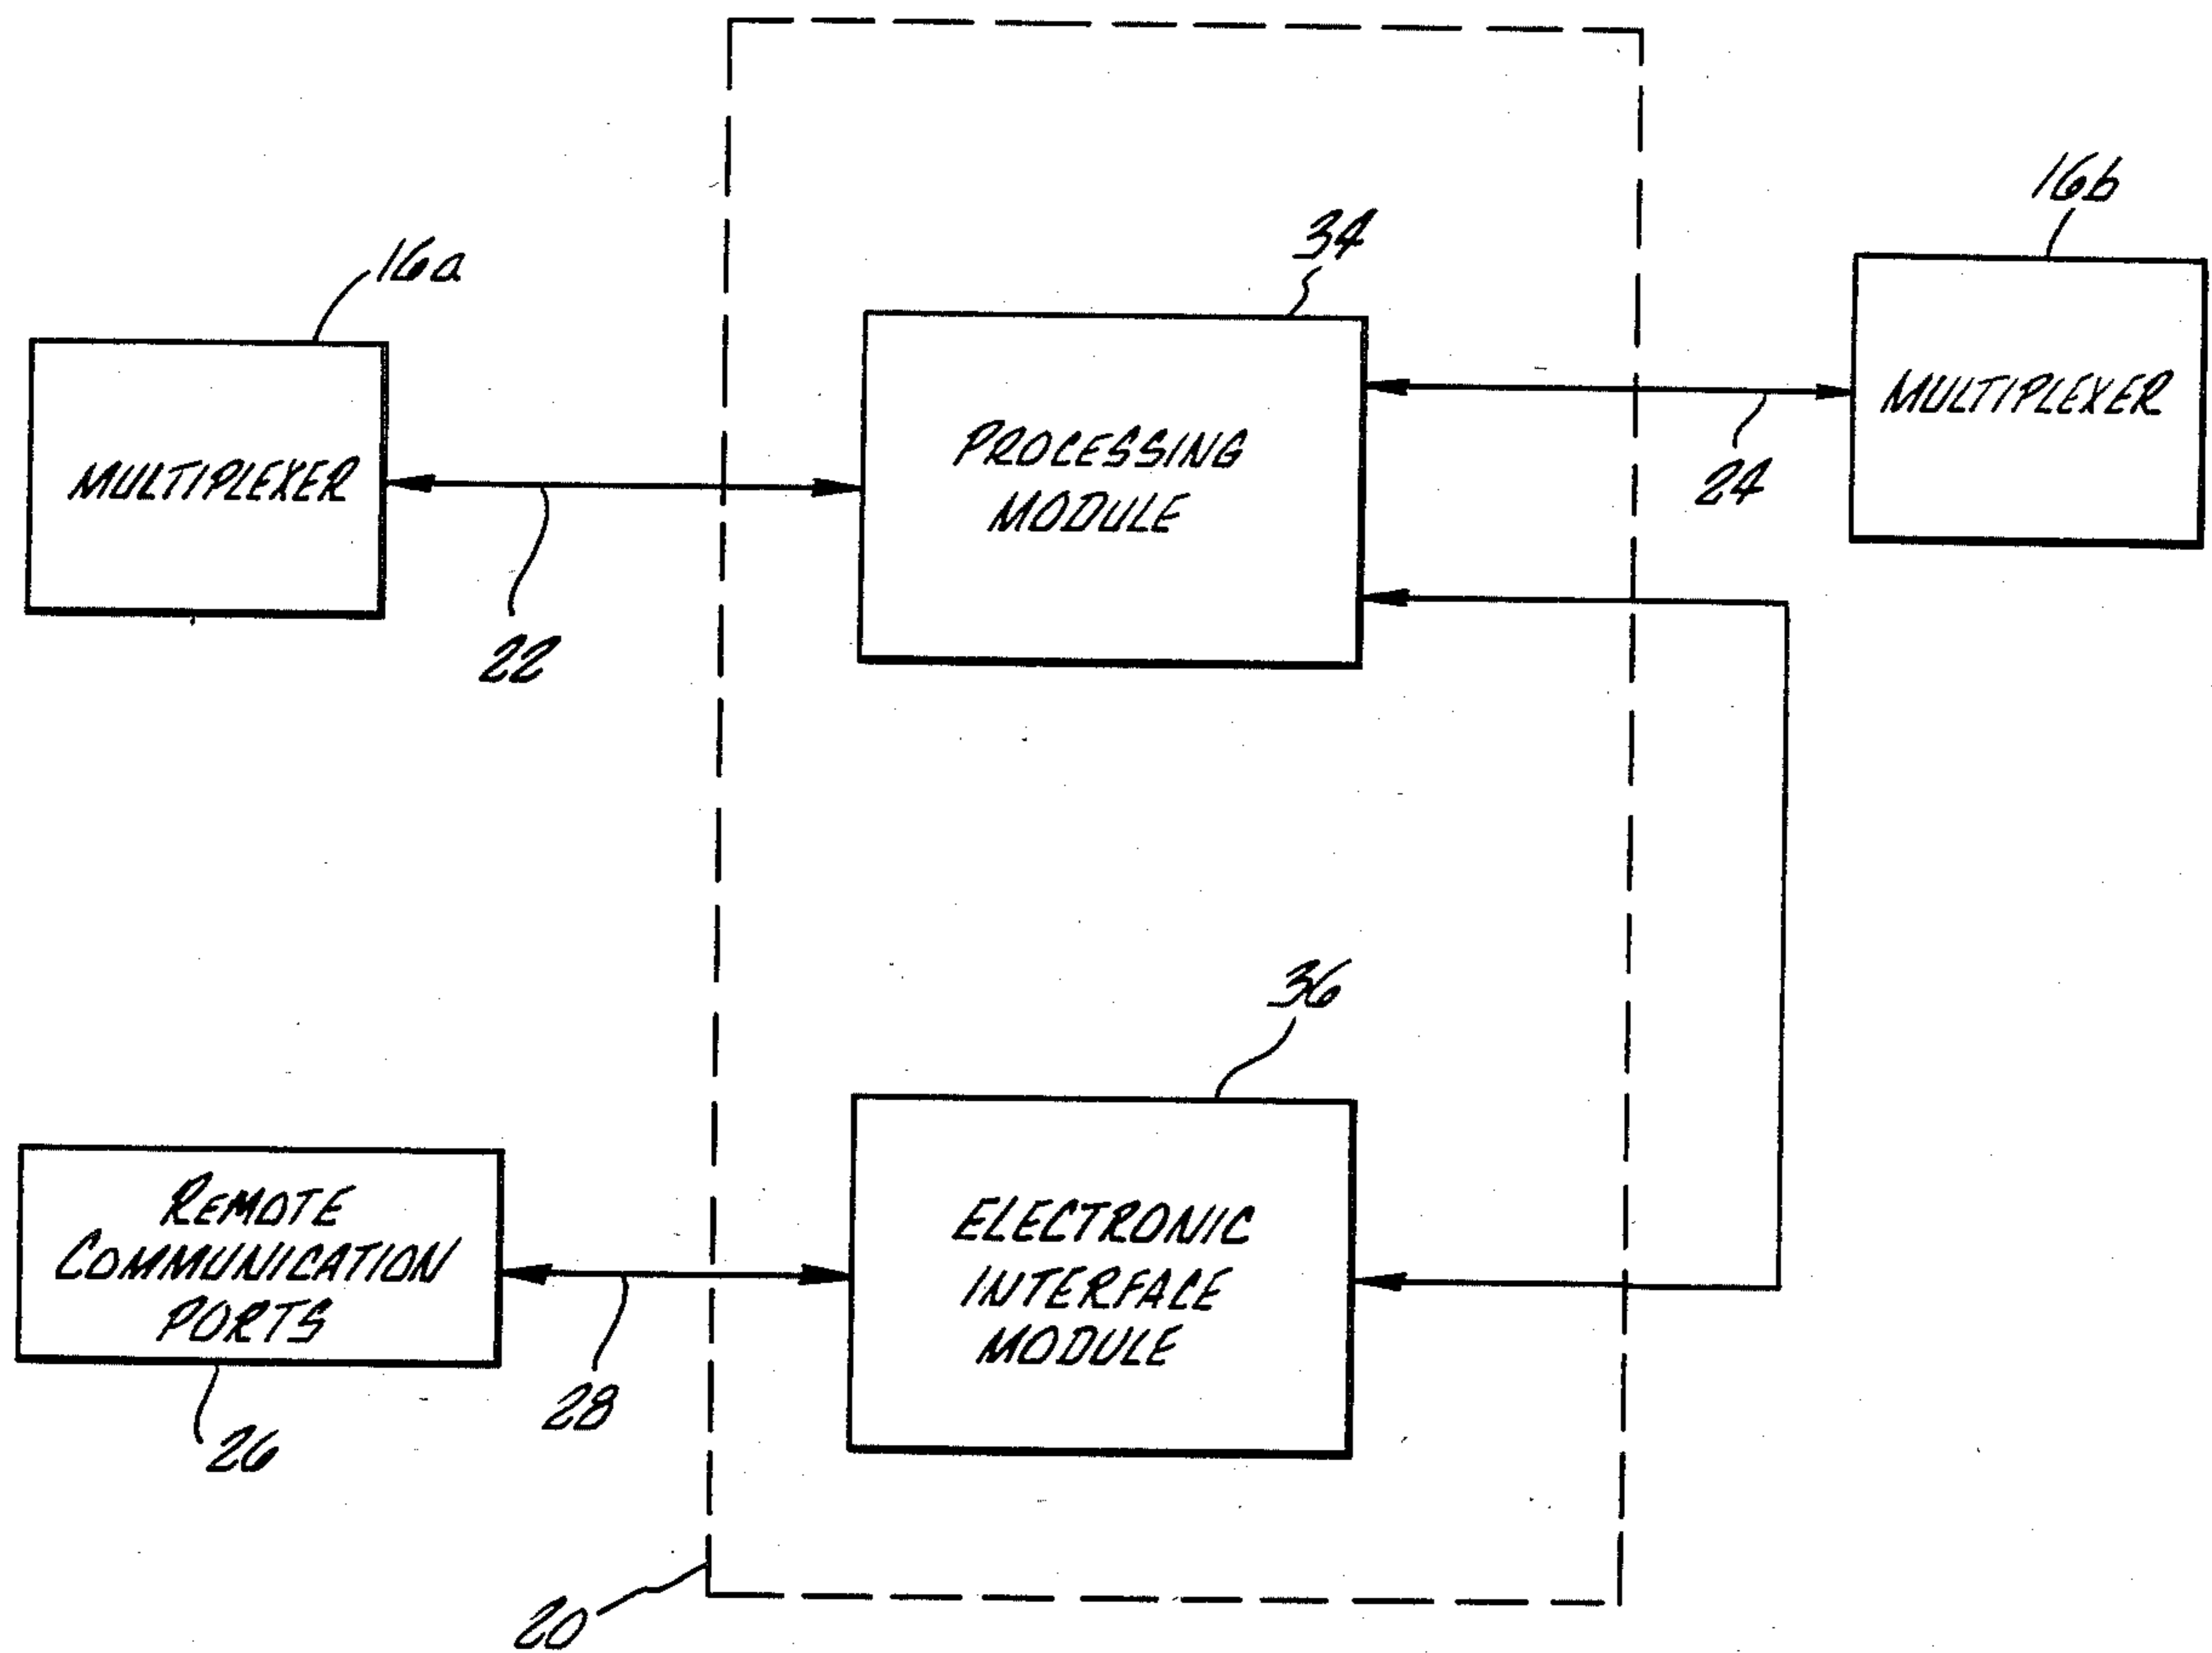 16b
34
16a
MULTIPLEXER
PROCESSING
MODULE
MULTIPLEXER
24
22
36
REMOTE
COMMUNICATION
PORTS
ELECTRONIC
INTERFACE
MODULE
28
26
20